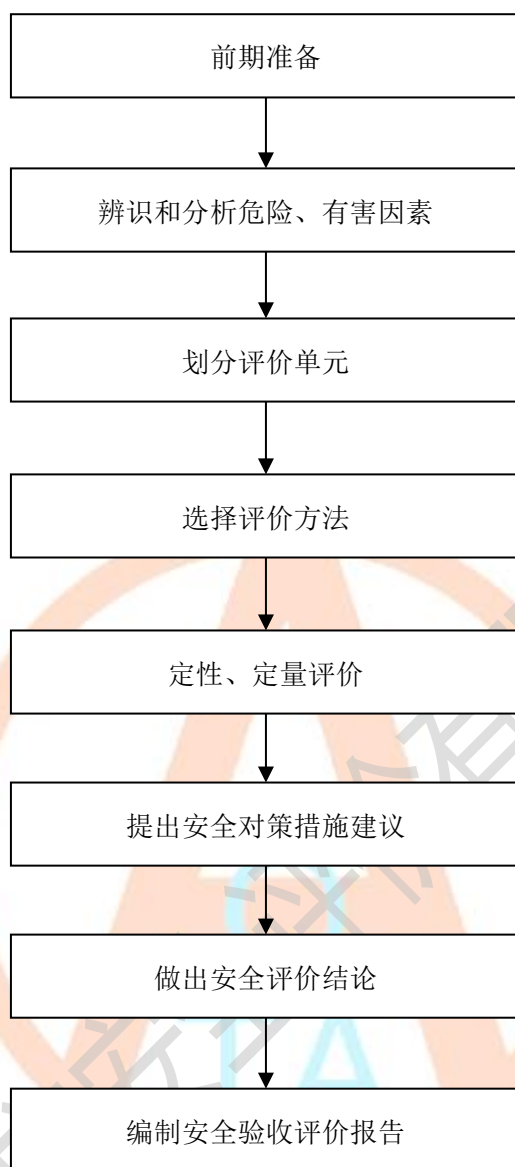 前期准备
辨识和分析危险、有害因素
划分评价单元
选择评价方法
定性、定量评价
提出安全对策措施建议
做出安全评价结论
编制安全验收评价报告